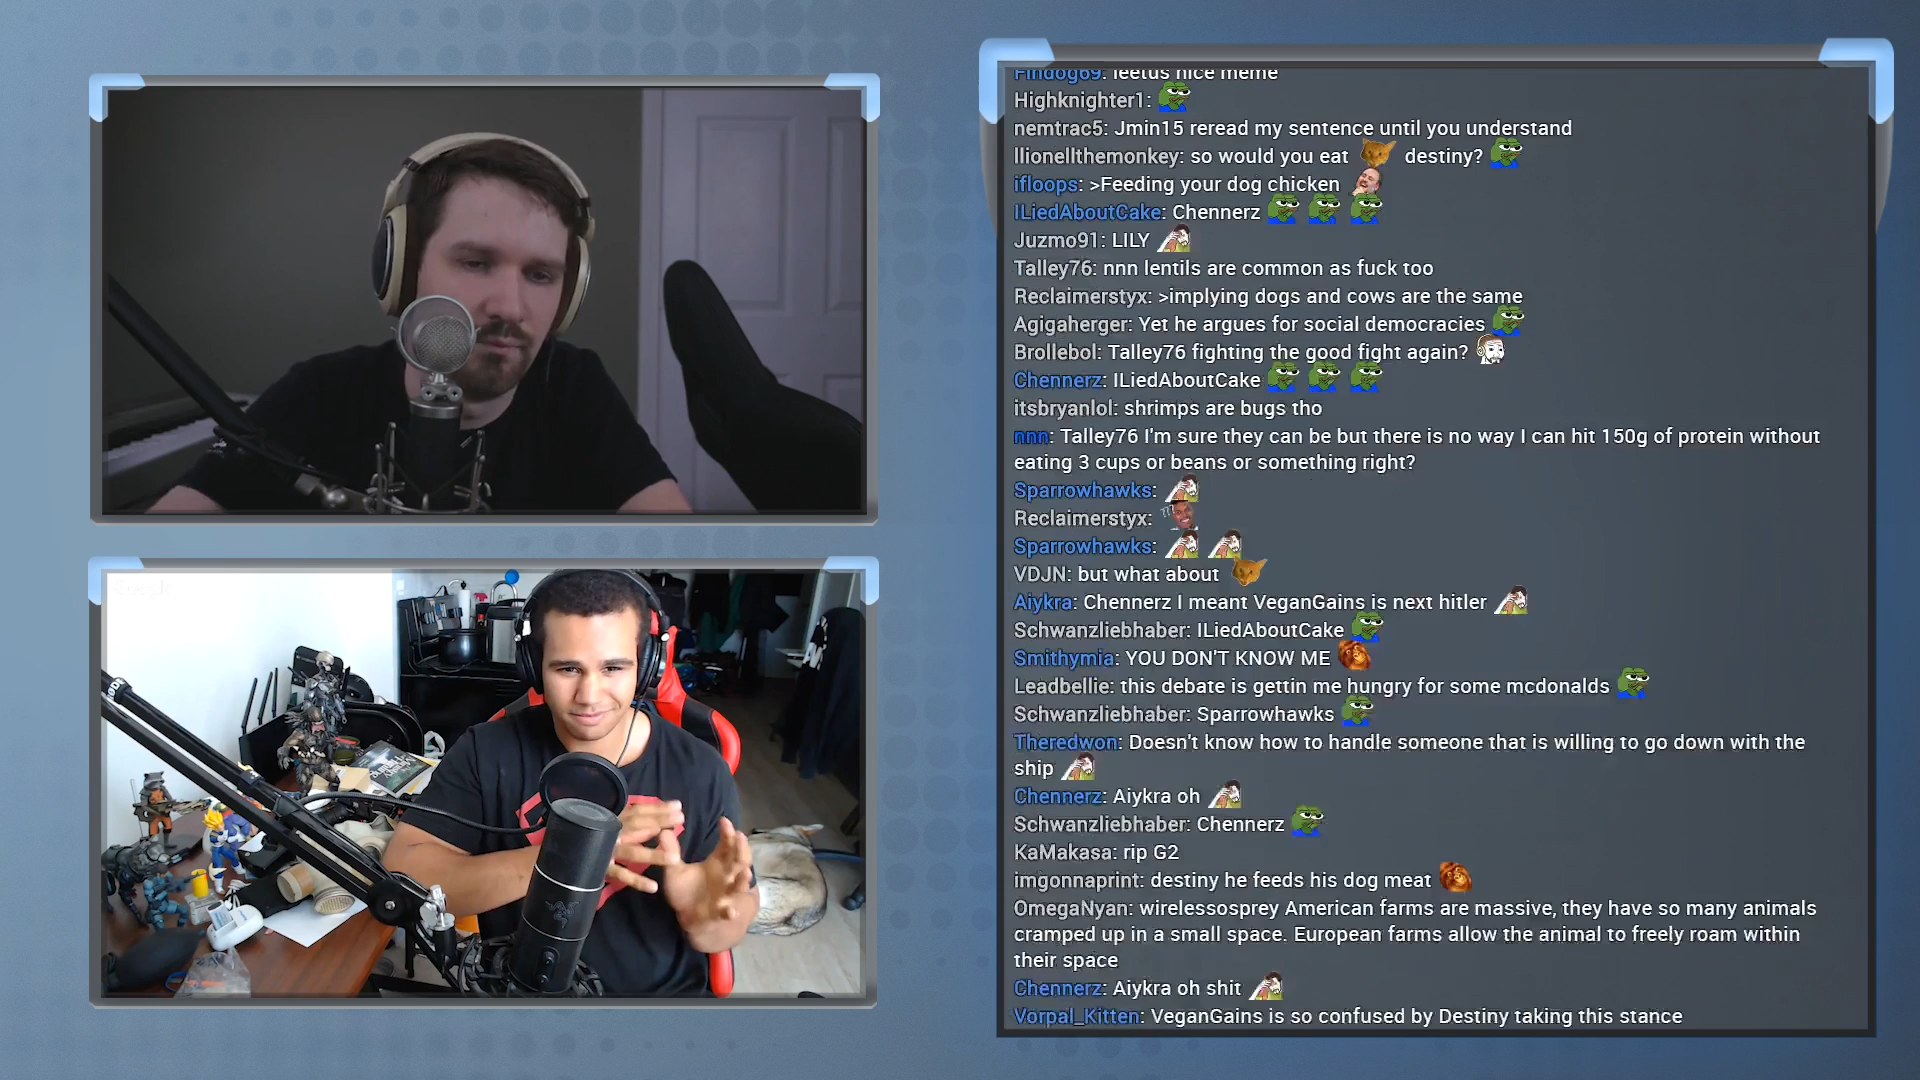 Findog69: leetus nice meme
Highknighter1:
nemtrac5: Jmin15 reread my sentence until you understand
llionellthemonkey: so would you eat destiny?
ifloops: >Feeding your dog chicken
ILiedAboutCake: Chennerz
Juzmo91: LILY
Talley76: nnn lentils are common as fuck too
Reclaimerstyx: >implying dogs and cows are the same
Agigaherger: Yet he argues for social democracies
Brollebol: Talley76 fighting the good fight again?
Chennerz: ILiedAboutCake
itsbryanlol: shrimps are bugs tho
nnn: Talley76 I'm sure they can be but there is no way I can hit 150g of protein without
eating 3 cups or beans or something right?
Sparrowhawks:
Reclaimerstyx:
Sparrowhawks:
VDJN: but what about
Aiykra: Chennerz I meant VeganGains is next hitler
Schwanzliebhaber: ILiedAboutCake
Smithymia: YOU DON'T KNOW ME
Leadbellie: this debate is gettin me hungry for some mcdonalds
Schwanzliebhaber: Sparrowhawks
Theredwon: Doesn't know how to handle someone that is willing to go down with the
ship
Chennerz: Aiykra oh
Schwanzliebhaber: Chennerz
KaMakasa: rip G2
imgonnaprint: destiny he feeds his dog meat
OmegaNyan: wirelessosprey American farms are massive, they have so many animals
cramped up in a small space. European farms allow the animal to freely roam within
their space
Chennerz: Aiykra oh shit
Vorpal_Kitten: VeganGains is so confused by Destiny taking this stance